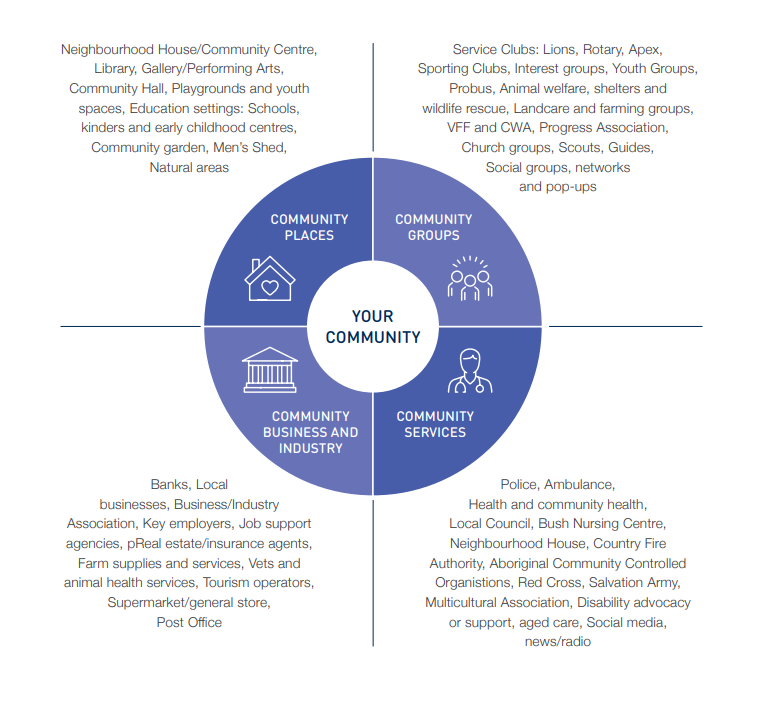 Neighbourhood House/Community Centre,
Library, Gallery/Performing Arts,
Community Hall, Playgrounds and youth
spaces, Education settings: Schools,
kinders and early childhood centres,
Community garden, Men's Shed,
Natural areas
Service Clubs: Lions, Rotary, Apex,
Sporting Clubs, Interest groups, Youth Groups,
Probus, Animal welfare, shelters and
wildlife rescue, Landcare and farming groups,
VFF and CWA, Progress Association,
Church groups, Scouts, Guides,
Social groups, networks
and pop-ups
COMMUNITY
PLACES
COMMUNITY
GROUPS
YOUR
COMMUNITY
COMMUNITY
BUSINESS AND
INDUSTRY
COMMUNITY
SERVICES
Banks, Local
businesses, Business/Industry
Association, Key employers, Job support
agencies, pReal estate/insurance agents,
Farm supplies and services, Vets and
animal health services, Tourism operators,
Supermarket/general store,
Post Office
Police, Ambulance,
Health and community health,
Local Council, Bush Nursing Centre,
Neighbourhood House, Country Fire
Authority, Aboriginal Community Controlled
Organistions, Red Cross, Salvation Army,
Multicultural Association, Disability advocacy
or support, aged care, Social media,
news/radio